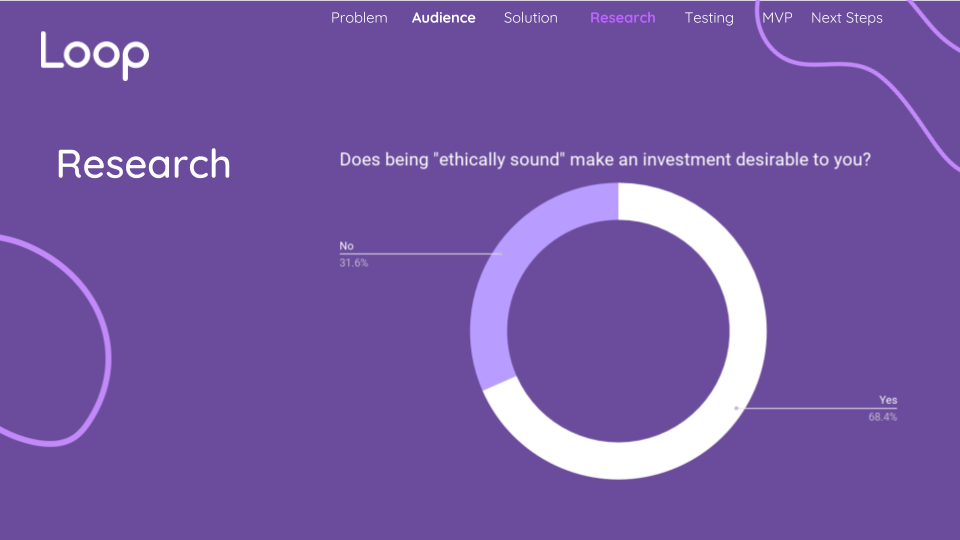 Problem Audience Solution Research Testing MVP Next Steps
Loop
Research
Does being "ethically sound" make an investment desirable to you?
No
31.6%
Yes
68.4%